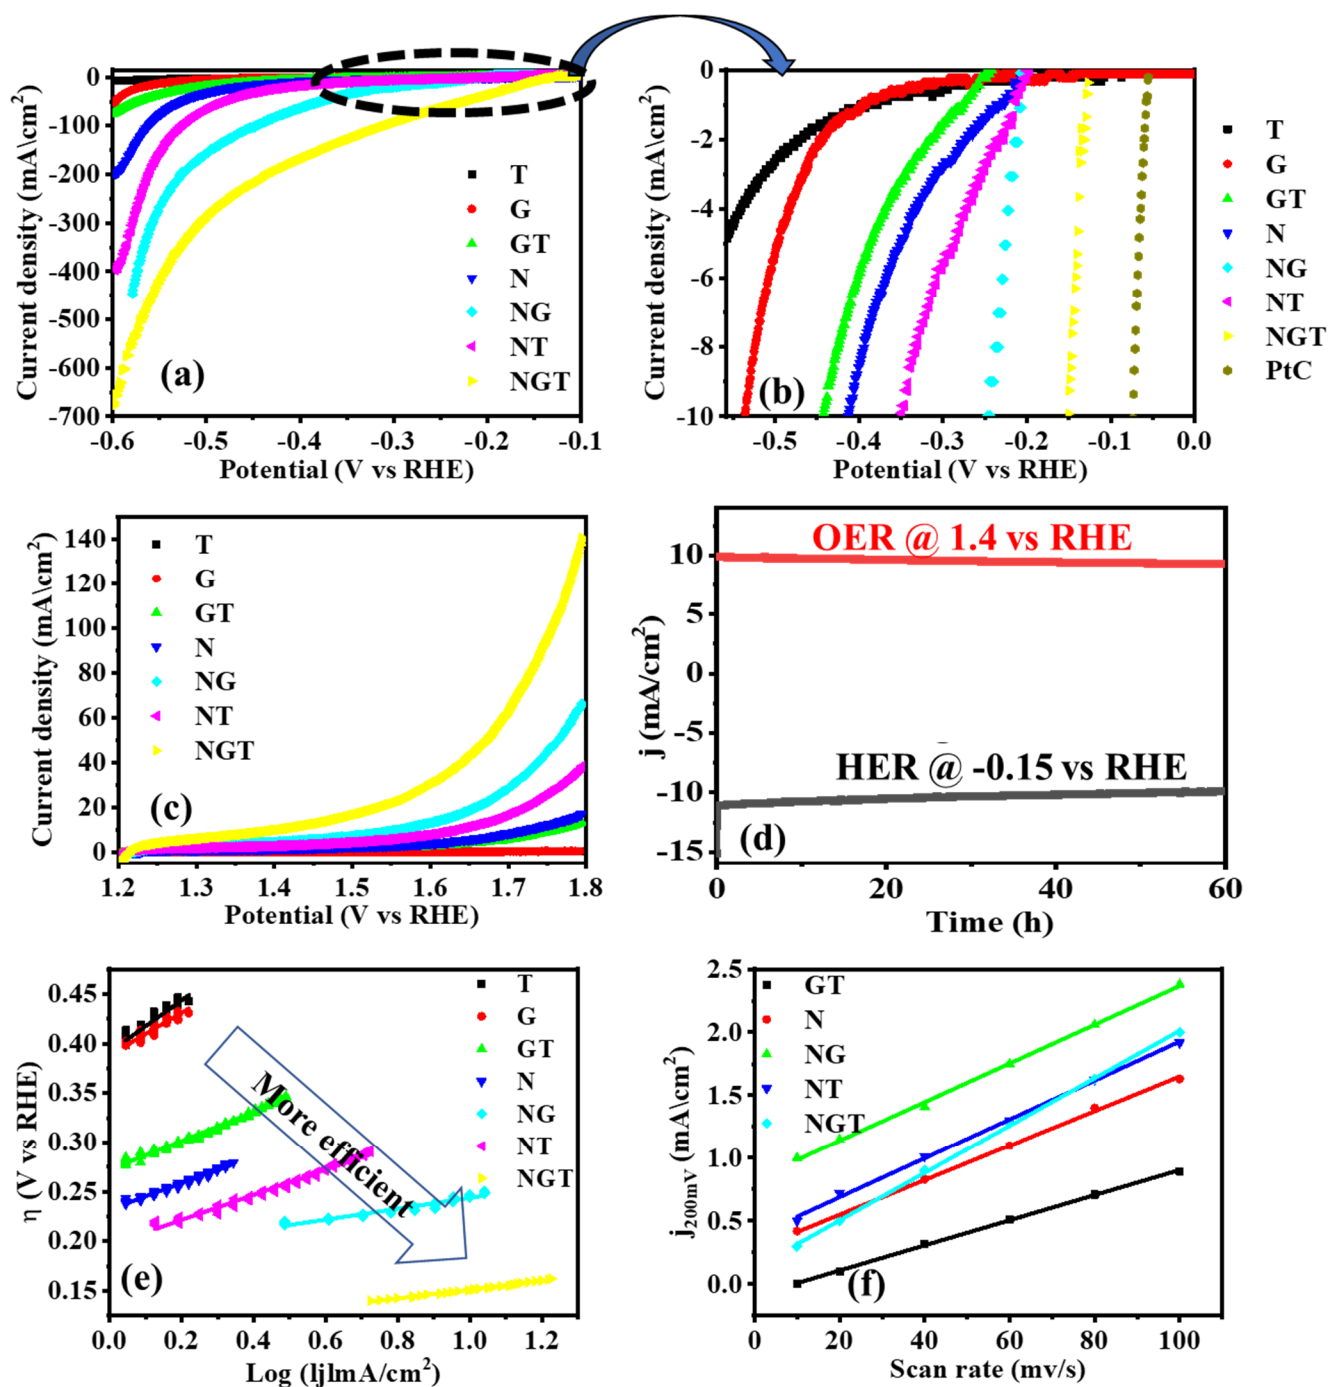 0
-100
-200
-300
-400
-500
-600
-700
-0.6
-0.5
-0.4
-0.3
-0.2
-0.1
Potential (V vs RHE)
Current density (mA\cm²)
T
G
GT
N
NG
NT
NGT
(a)
0
-2
-4
-6
-8
-10
-0.5
-0.4
-0.3
-0.2
-0.1
0.0
Potential (V vs RHE)
Current density (mA\cm²)
T
G
GT
N
NG
NT
NGT
PtC
(b)
140
120
100
80
60
40
20
0
1.2
1.3
1.4
1.5
1.6
1.7
1.8
Potential (V vs RHE)
Current density (mA\cm²)
T
G
GT
N
NG
NT
NGT
(c)
10
5
0
-5
-10
-15
0
20
40
60
Time (h)
j (mA/cm²)
OER @ 1.4 vs RHE
HER @ -0.15 vs RHE
(d)
0.45
0.40
0.35
0.30
0.25
0.20
0.15
0.0
0.2
0.4
0.6
0.8
1.0
1.2
Log (ljlmA/cm²)
η (V vs RHE)
T
G
GT
N
NG
NT
NGT
More efficient
(e)
2.5
2.0
1.5
1.0
0.5
0.0
0
20
40
60
80
100
Scan rate (mv/s)
j200mV (mA\cm²)
GT
N
NG
NT
NGT
(f)